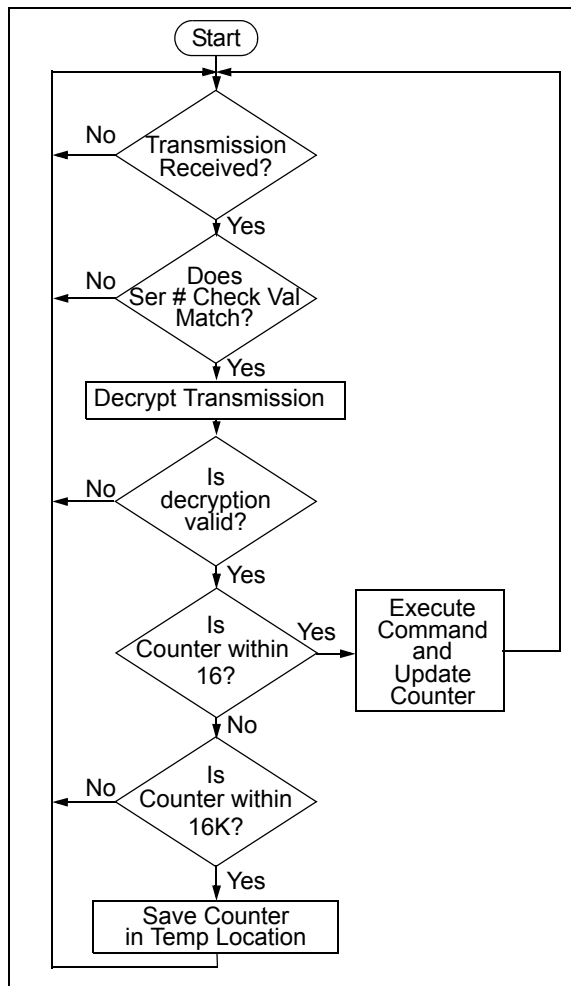 Start
No
Transmission
Received?
Yes
No
Does
Ser # Check Val
Match?
Yes
Decrypt Transmission
No
Is
decryption
valid?
Yes
Is
Counter within
16?
Yes
Execute
Command
and
Update
Counter
No
No
Is
Counter within
16K?
Yes
Save Counter
in Temp Location